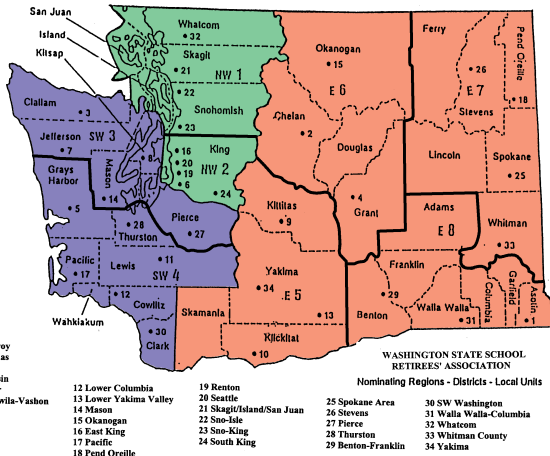 San Juan
Island
Kitsap
Whatcom
32
Skagit
21
NW 1
22
Snohomish
23
Okanogan
15
E 6
Ferry
Pend Oreille
26
E 7
Stevens
18
Clallam
3
Jefferson
SW 3
7
Grays
Harbor
5
Mason
14
8
16
King
20
NW 2
19
6
24
Chelan
2
Douglas
4
Grant
Lincoln
Spokane
25
Kittitas
9
Adams
E 8
Whitman
33
Pierce
27
28
Thurston
Pacific
17
Lewis
11
SW 4
12
Cowlitz
Wahkiakum
30
Clark
Skamania
Yakima
34
E 5
13
Klickitat
10
Franklin
29
Benton
Walla Walla
31
Columbia
Garfield
Asotin
1
WASHINGTON STATE SCHOOL
RETIREES' ASSOCIATION
Nominating Regions - Districts - Local Units
roy
as
sin
wila-Vashon
12 Lower Columbia
13 Lower Yakima Valley
14 Mason
15 Okanogan
16 East King
17 Pacific
18 Pend Oreille
19 Renton
20 Seattle
21 Skagit/Island/San Juan
22 Sno-Isle
23 Sno-King
24 South King
25 Spokane Area
26 Stevens
27 Pierce
28 Thurston
29 Benton-Franklin
30 SW Washington
31 Walla Walla-Columbia
32 Whatcom
33 Whitman County
34 Yakima